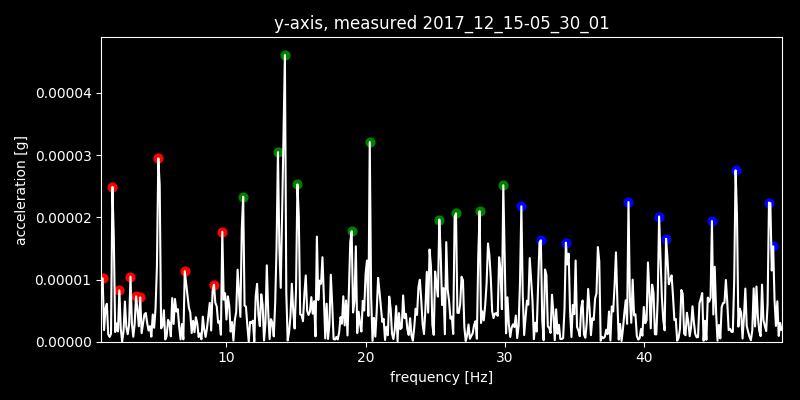 y-axis, measured 2017_12_15-05_30_01
0.00004
0.00003
0.00002
0.00001
0.00000
acceleration [g]
10 20 30 40
frequency [Hz]